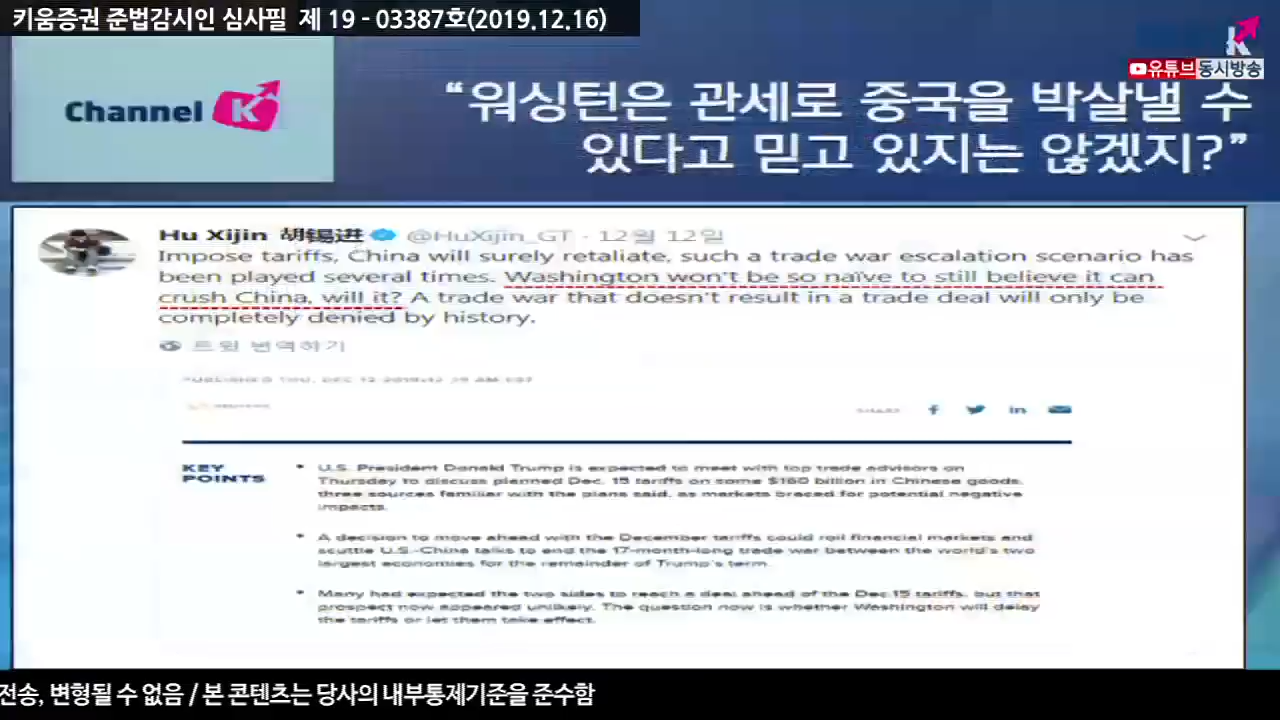 키움증권 준법감시인 심사필 제 19 - 03387호(2019.12.16)
K
유튜브 동시방송
Channel K
“워싱턴은 관세로 중국을 박살낼 수
있다고 믿고 있지는 않겠지?”
Hu Xijin 胡锡进 @HuXijin_GT · 12월 12일
Impose tariffs, China will surely retaliate, such a trade war escalation scenario has
been played several times. Washington won't be so naïve to still believe it can
crush China, will it? A trade war that doesn't result in a trade deal will only be
completely denied by history.
트윗 번역하기
PUBLISHED THU, DEC 12 2019
SHARE f in
KEY
POINTS
• U.S. President Donald Trump is expected to meet with top trade advisors on
Thursday to discuss planned Dec. 15 tariffs on some $160 billion in Chinese goods,
three sources familiar with the plans said, as markets braced for potential negative
impacts.
• A decision to move ahead with the December tariffs could roil financial markets and
scuttle U.S.-China talks to end the 17-month-long trade war between the world's two
largest economies for the remainder of Trump's term.
• Many had expected the two sides to reach a deal ahead of the Dec.15 tariffs, but that
prospect now appeared unlikely. The question now is whether Washington will delay
the tariffs or let them take effect.
전송, 변형될 수 없음 / 본 콘텐츠는 당사의 내부통제기준을 준수함